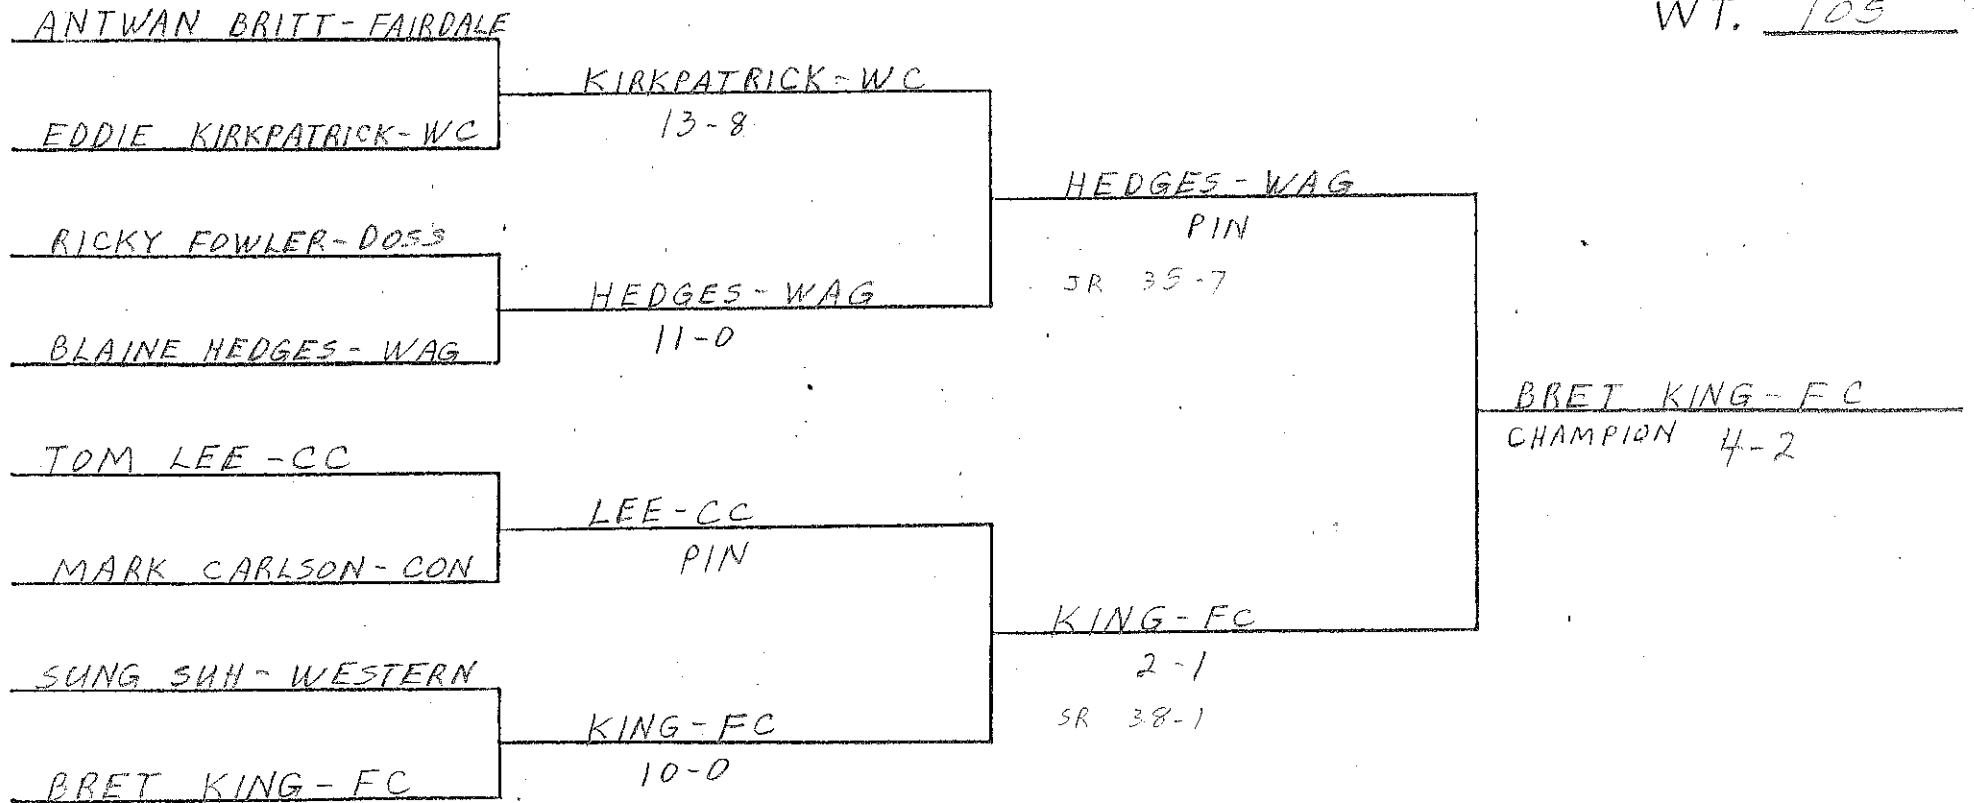 ANTWAN BRITT - FAIRDALE
WT. 105
KIRKPATRICK - WC
13-8
EDDIE KIRKPATRICK - WC
HEDGES - WAG
PIN
RICKY FOWLER - DOSS
JR 35-7
HEDGES - WAG
11-0
BLAINE HEDGES - WAG
BRET KING - FC
CHAMPION 4-2
TOM LEE - CC
LEE - CC
PIN
MARK CARLSON - CON
KING - FC
2-1
SUNG SUH - WESTERN
SR 38-1
KING - FC
10-0
BRET KING - FC